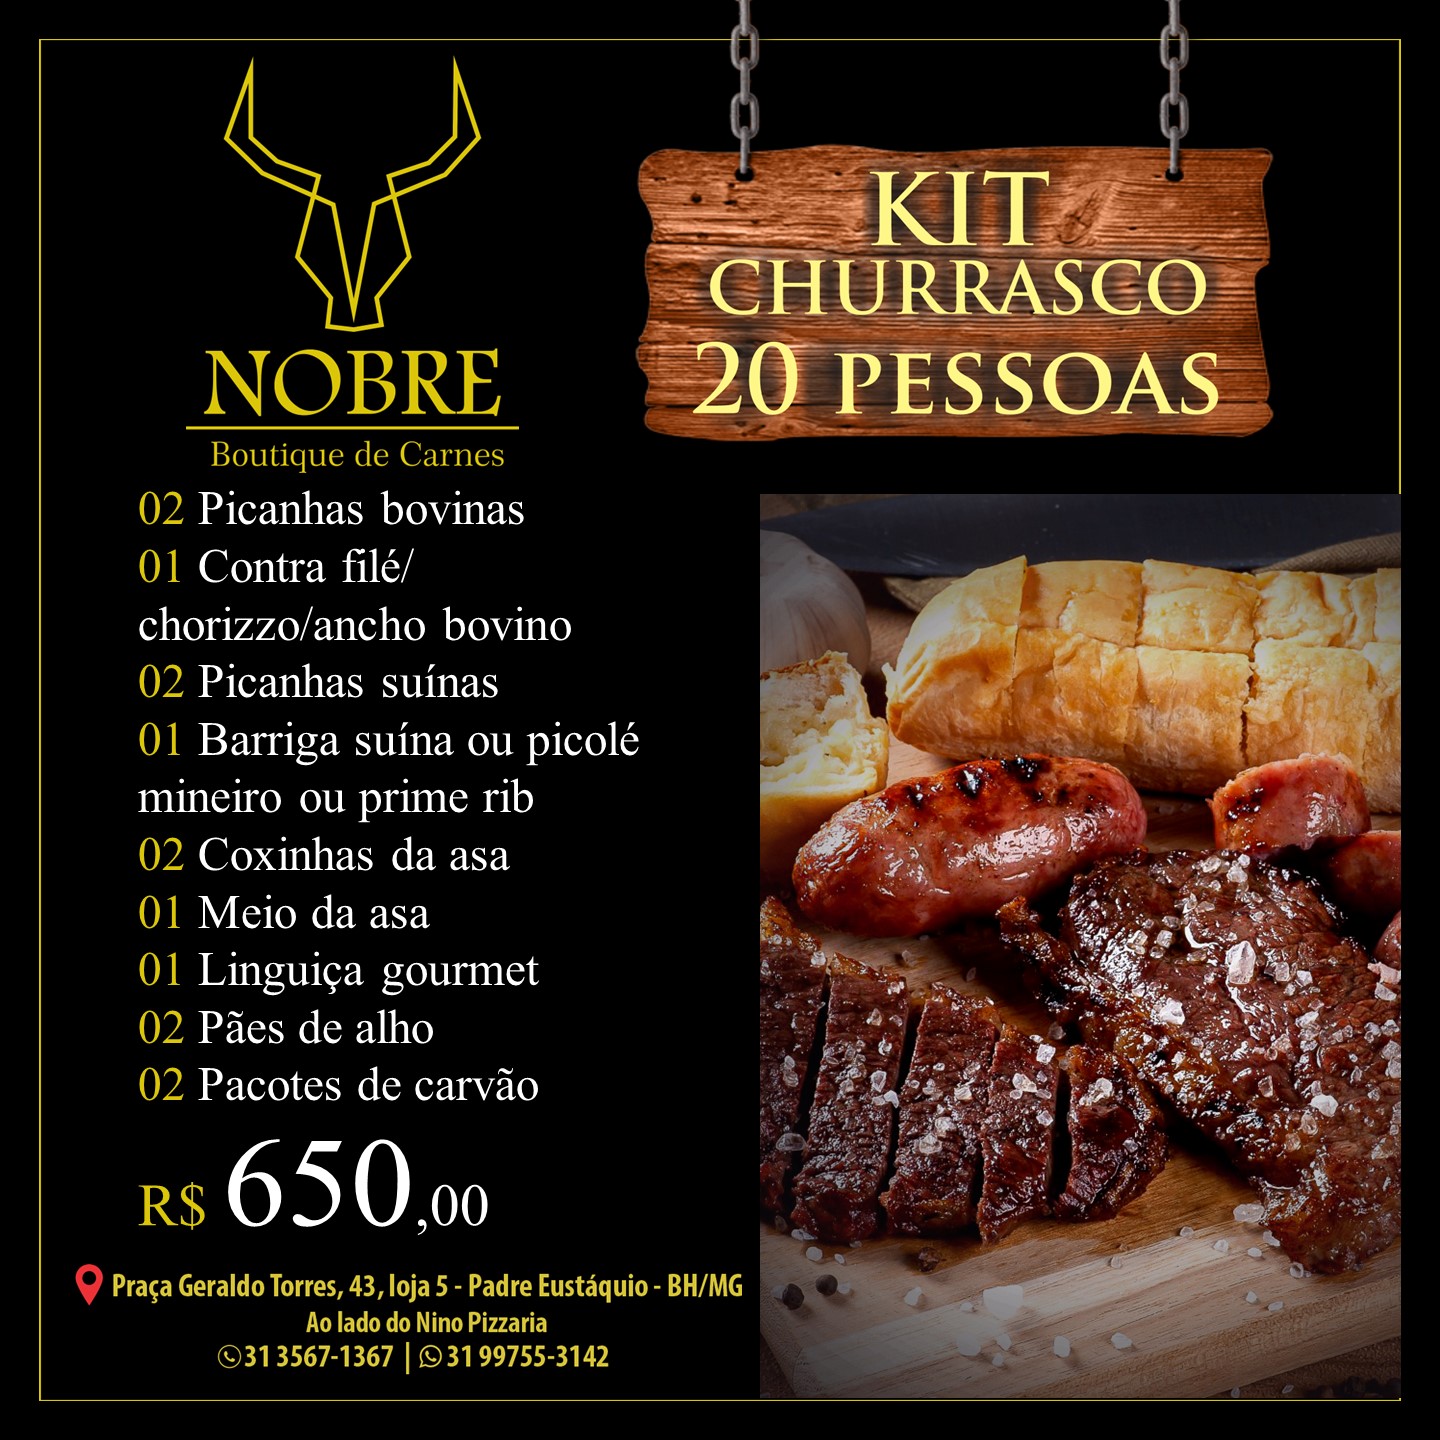 NOBRE
Boutique de Carnes
KIT
CHURRASCO
20 PESSOAS
02 Picanhas bovinas
01 Contra filé/
chorizzo/ancho bovino
02 Picanhas suínas
01 Barriga suína ou picolé
mineiro ou prime rib
02 Coxinhas da asa
01 Meio da asa
01 Linguiça gourmet
02 Pães de alho
02 Pacotes de carvão
R$ 650,00
Praça Geraldo Torres, 43, loja 5 - Padre Eustáquio - BH/MG
Ao lado do Nino Pizzaria
31 3567-1367 | 31 99755-3142